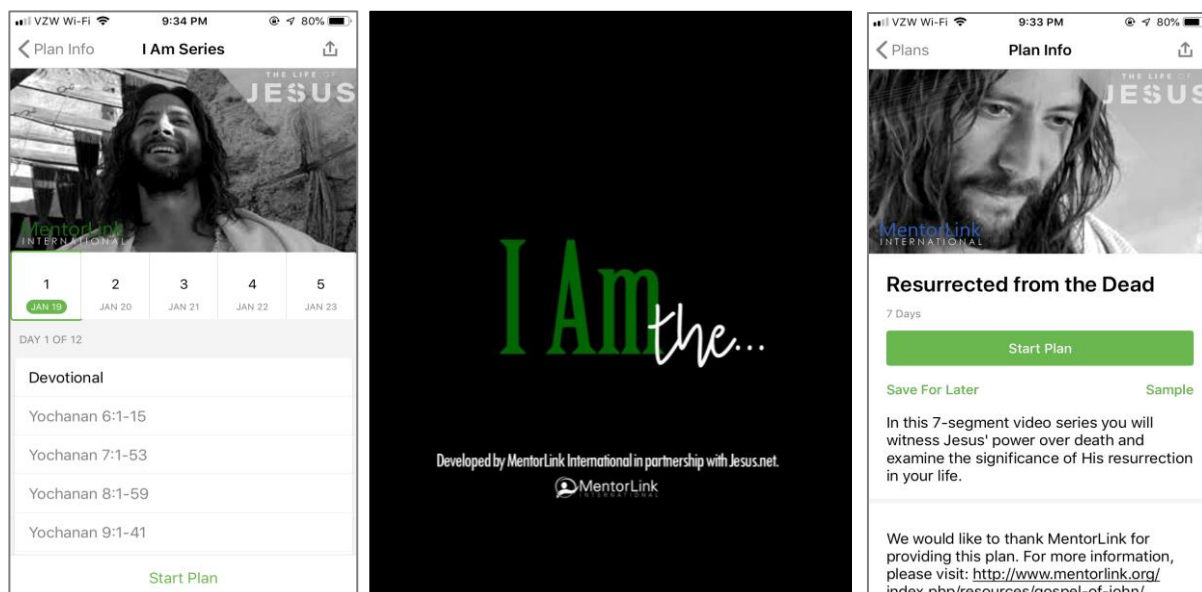 VZW Wi-Fi 9:34 PM 80%
Plan Info I Am Series
THE LIFE OF
JESUS
MentorLink
INTERNATIONAL
1 2 3 4 5
JAN 19 JAN 20 JAN 21 JAN 22 JAN 23
DAY 1 OF 12
Devotional
Yochanan 6:1-15
Yochanan 7:1-53
Yochanan 8:1-59
Yochanan 9:1-41
Start Plan
I Am the...
Developed by MentorLink International in partnership with Jesus.net.
MentorLink
INTERNATIONAL
VZW Wi-Fi 9:33 PM 80%
Plans Plan Info
THE LIFE OF
JESUS
MentorLink
INTERNATIONAL
Resurrected from the Dead
7 Days
Start Plan
Save For Later Sample
In this 7-segment video series you will
witness Jesus' power over death and
examine the significance of His resurrection
in your life.
We would like to thank MentorLink for
providing this plan. For more information,
please visit: http://www.mentorlink.org/
index.php/resources/gospel-of-john/